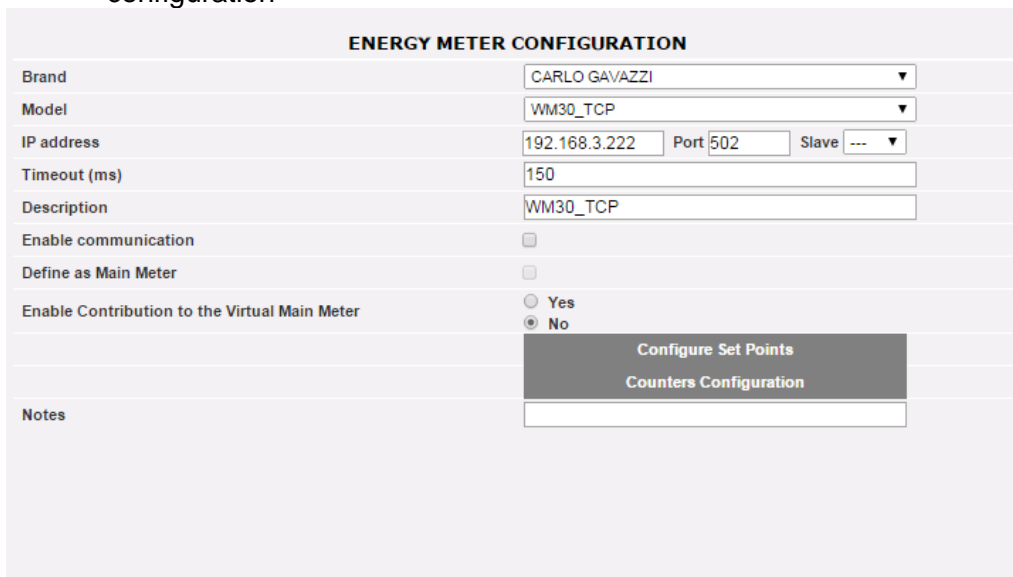 configuration
ENERGY METER CONFIGURATION
Brand CARLO GAVAZZI
Model WM30_TCP
IP address 192.168.3.222 Port 502 Slave ---
Timeout (ms) 150
Description WM30_TCP
Enable communication
Define as Main Meter
Enable Contribution to the Virtual Main Meter
Yes
No
Configure Set Points
Counters Configuration
Notes